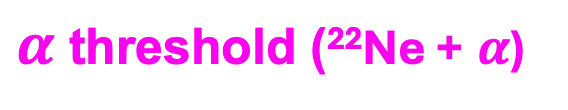 α threshold (²²Ne + α)